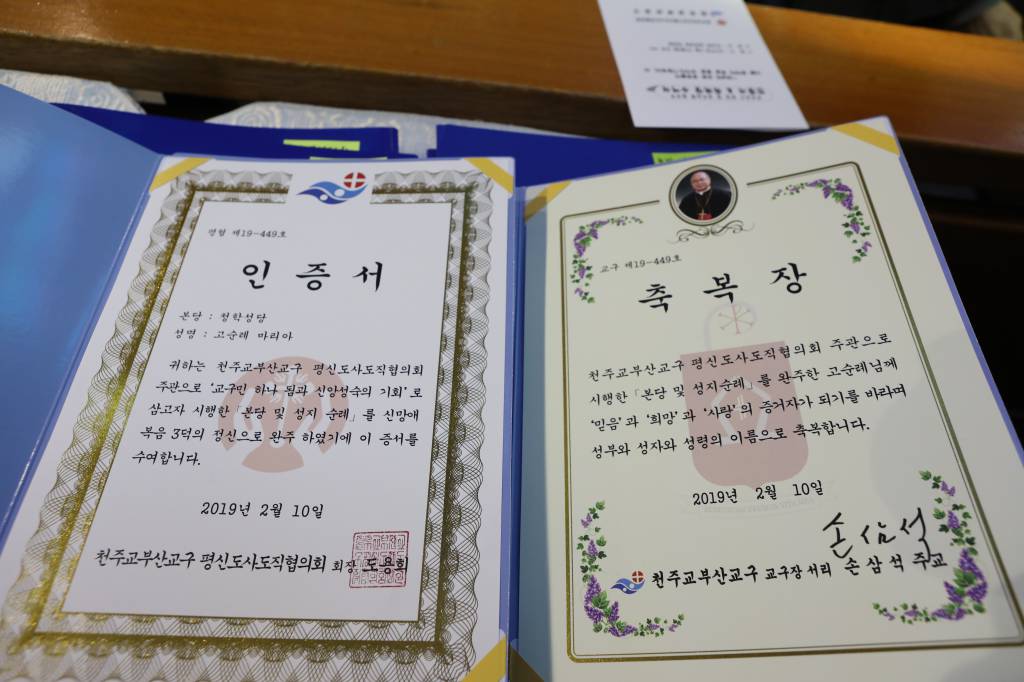 평협 제19-449호
인 증 서
본당 : 청학성당
성명 : 고순례 마리아
귀하는 천주교부산교구 평신도사도직협의회
주관으로 '교구민 하나 됨과 신앙성숙의 기회'로
삼고자 시행한「본당 및 성지 순례」를 신망애
복음 3덕의 정신으로 완주 하였기에 이 증서를
수여합니다.
2019년 2월 10일
천주교부산교구 평신도사도직협의회 회장 도용희
교구 제19-449호
축 복 장
천주교부산교구 평신도사도직협의회 주관으로
시행한「본당 및 성지순례」를 완주한 고순례님께
'믿음'과 '희망'과 '사랑'의 증거자가 되기를 바라며
성부와 성자와 성령의 이름으로 축복합니다.
2019년 2월 10일
손삼석
천주교부산교구 교구장 서리 손 삼 석 주교